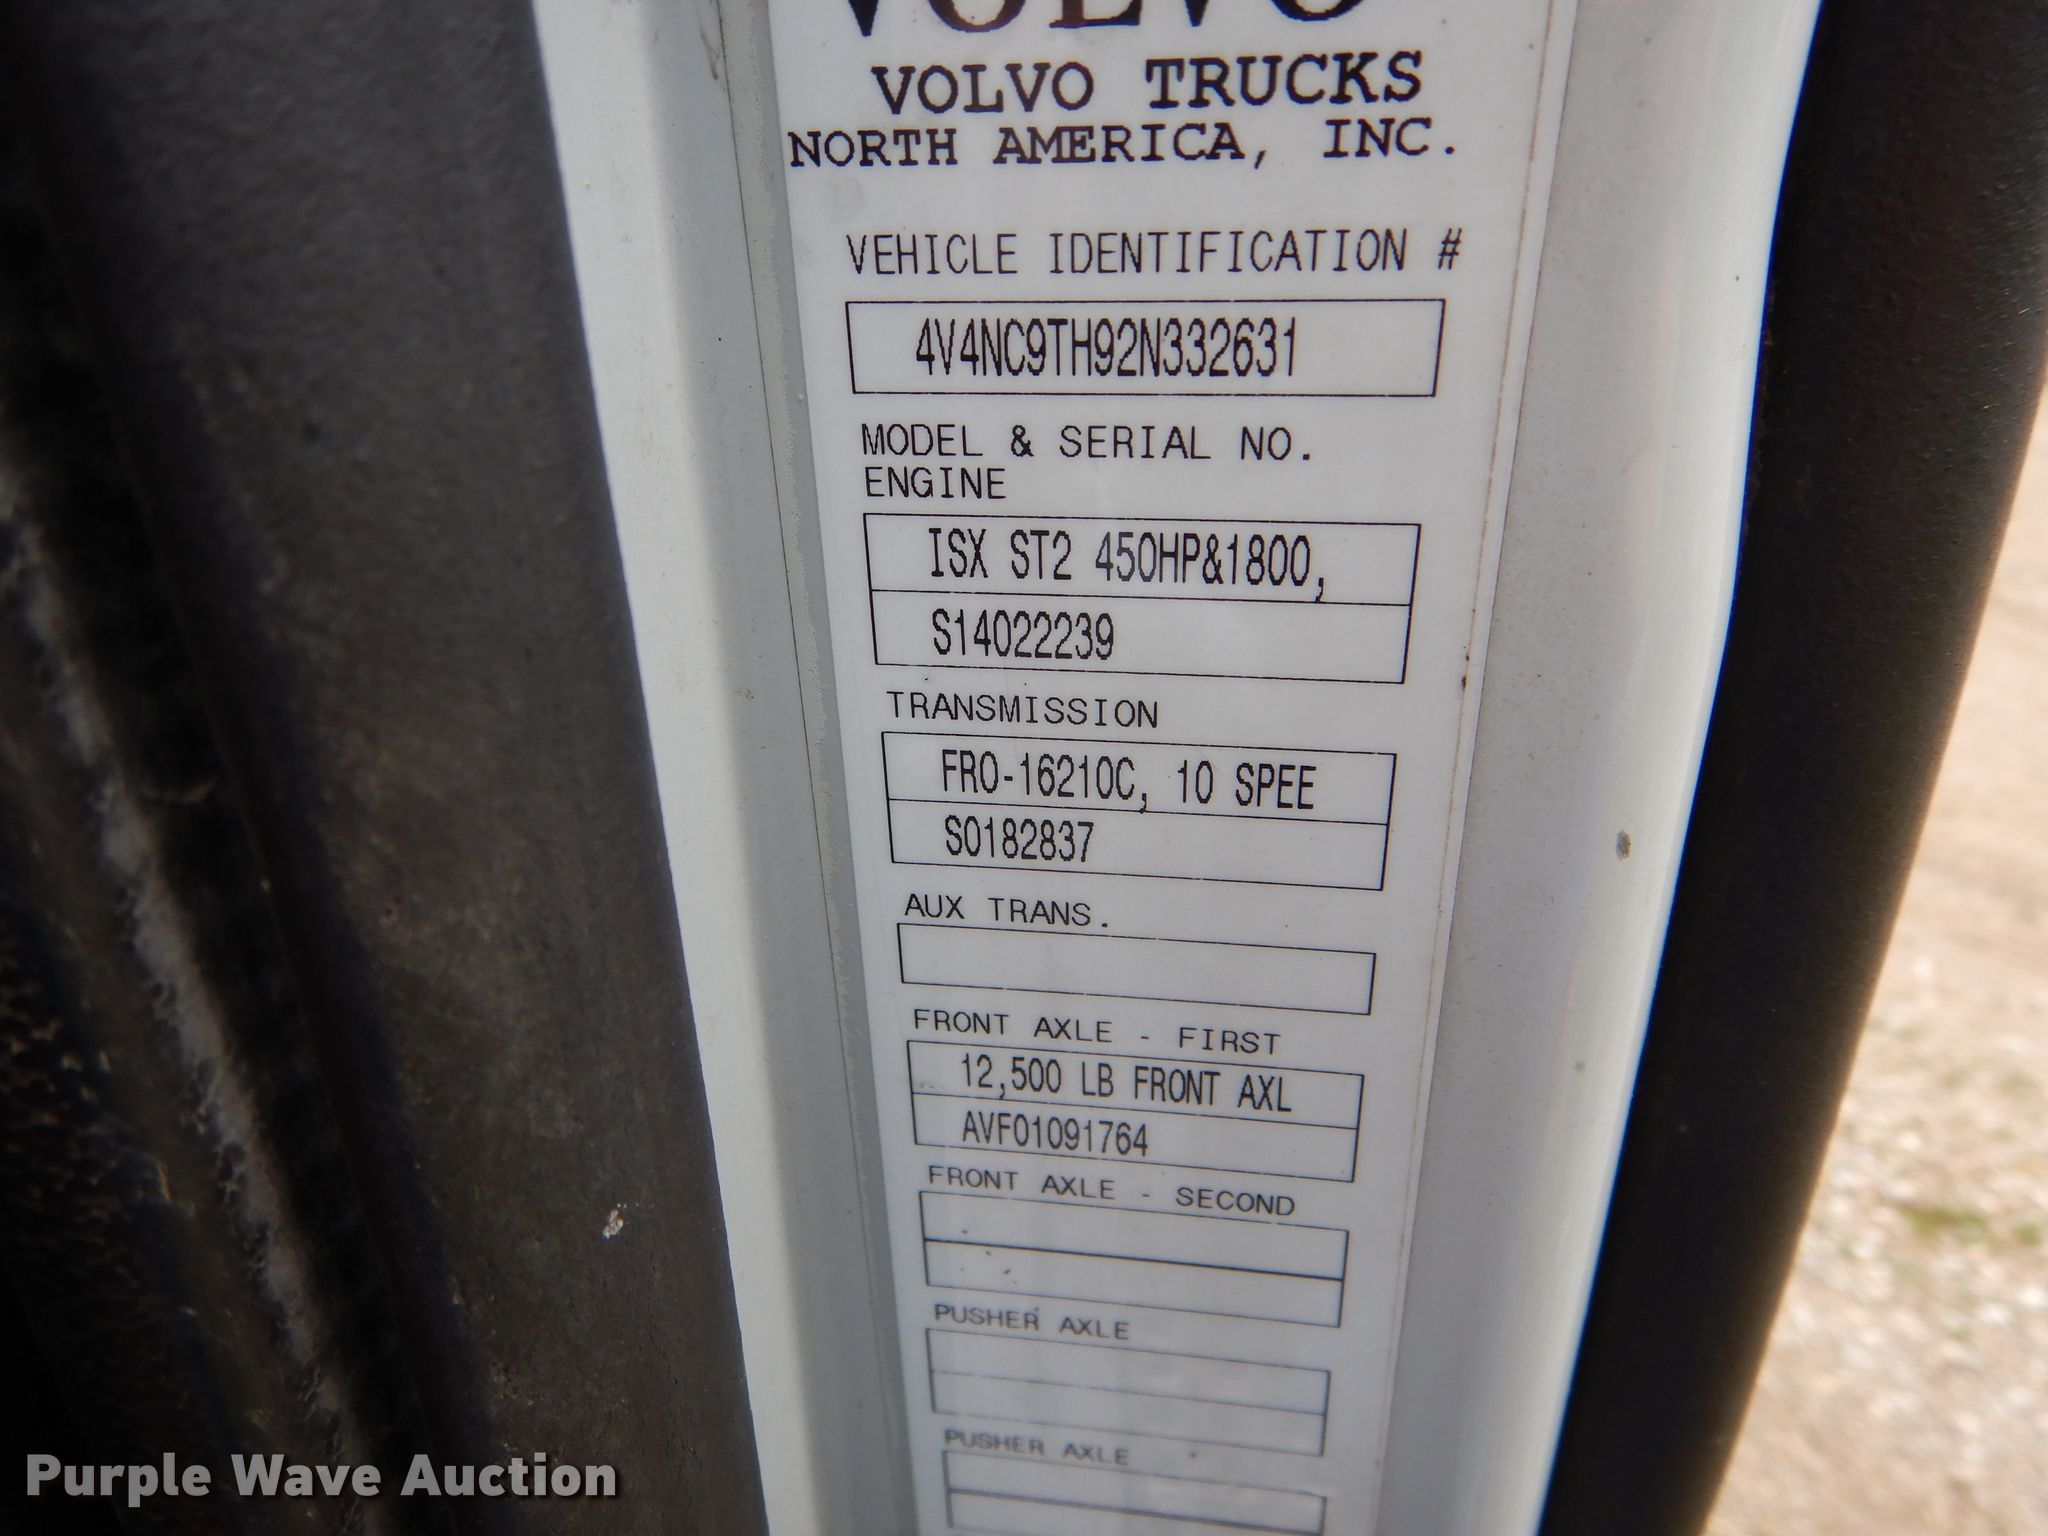 VOLVO
VOLVO TRUCKS
NORTH AMERICA, INC.
VEHICLE IDENTIFICATION #
4V4NC9TH92N332631
MODEL & SERIAL NO.
ENGINE
ISX ST2 450HP&1800,
S14022239
TRANSMISSION
FRO-16210C, 10 SPEE
S0182837
AUX TRANS.
FRONT AXLE - FIRST
12,500 LB FRONT AXL
AVF01091764
FRONT AXLE - SECOND
PUSHER AXLE
PUSHER AXLE
Purple Wave Auction